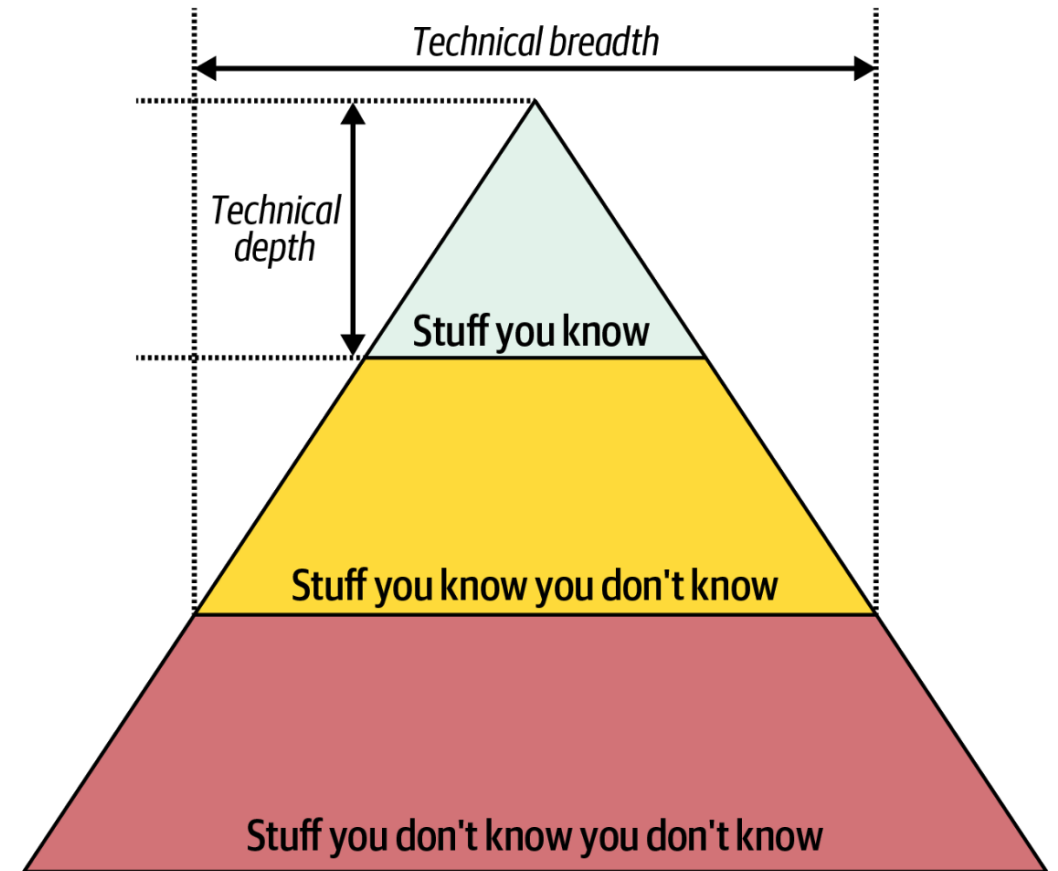 Technical breadth
Technical
depth
Stuff you know
Stuff you know you don't know
Stuff you don't know you don't know